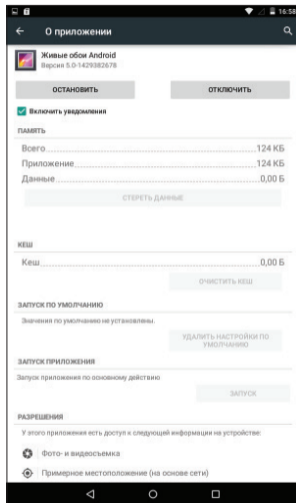 16:58
О приложении
Живые обои Android
Версия 5.0-1429382678
ОСТАНОВИТЬ
ОТКЛЮЧИТЬ
Включить уведомления
ПАМЯТЬ
Всего 124 КБ
Приложение 124 КБ
Данные 0,00 Б
СТЕРЕТЬ ДАННЫЕ
КЕШ
Кеш 0,00 Б
ОЧИСТИТЬ КЕШ
ЗАПУСК ПО УМОЛЧАНИЮ
Значения по умолчанию не установлены.
УДАЛИТЬ НАСТРОЙКИ ПО
УМОЛЧАНИЮ
ЗАПУСК ПРИЛОЖЕНИЯ
Запуск приложения по основному действию
ЗАПУСК
РАЗРЕШЕНИЯ
У этого приложения есть доступ к следующей информации на устройстве:
Фото- и видеосъемка
Примерное местоположение (на основе сети)